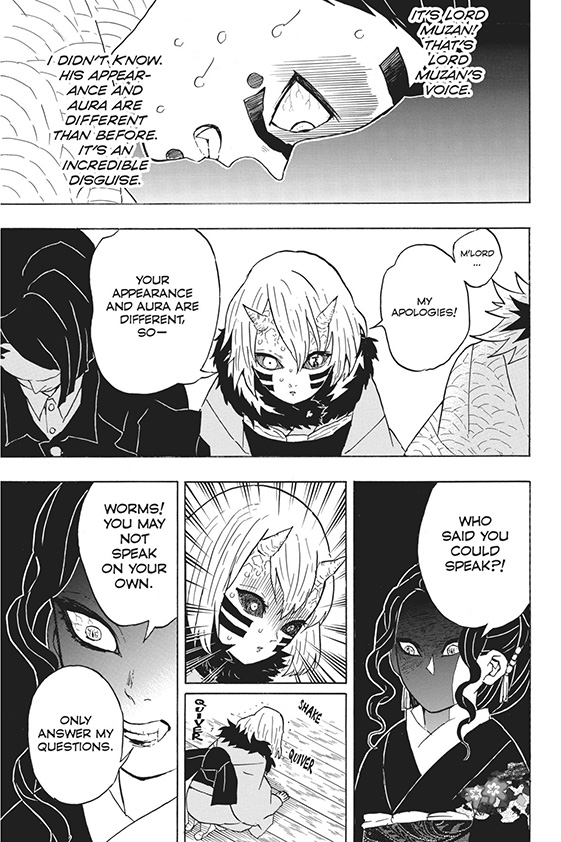 IT'S LORD
MUZAN!
THAT'S
LORD
MUZAN'S
VOICE.
I DIDN'T KNOW.
HIS APPEAR-
ANCE AND
AURA ARE
DIFFERENT
THAN BEFORE.
IT'S AN
INCREDIBLE
DISGUISE.
M'LORD
...
MY
APOLOGIES!
YOUR
APPEARANCE
AND AURA ARE
DIFFERENT,
SO—
WHO
SAID YOU
COULD
SPEAK?!
SHAKE
QUIVER
QUIVER
WORMS!
YOU MAY
NOT
SPEAK
ON YOUR
OWN.
ONLY
ANSWER MY
QUESTIONS.